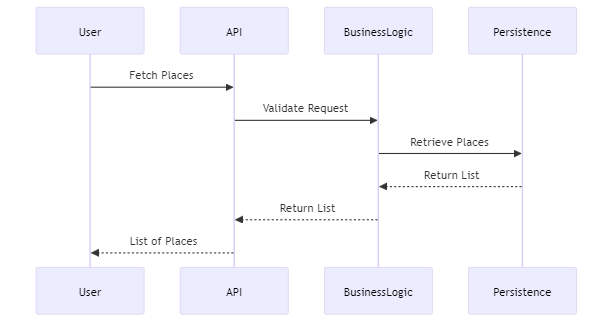 User API BusinessLogic Persistence
Fetch Places
Validate Request
Retrieve Places
Return List
Return List
List of Places
User API BusinessLogic Persistence